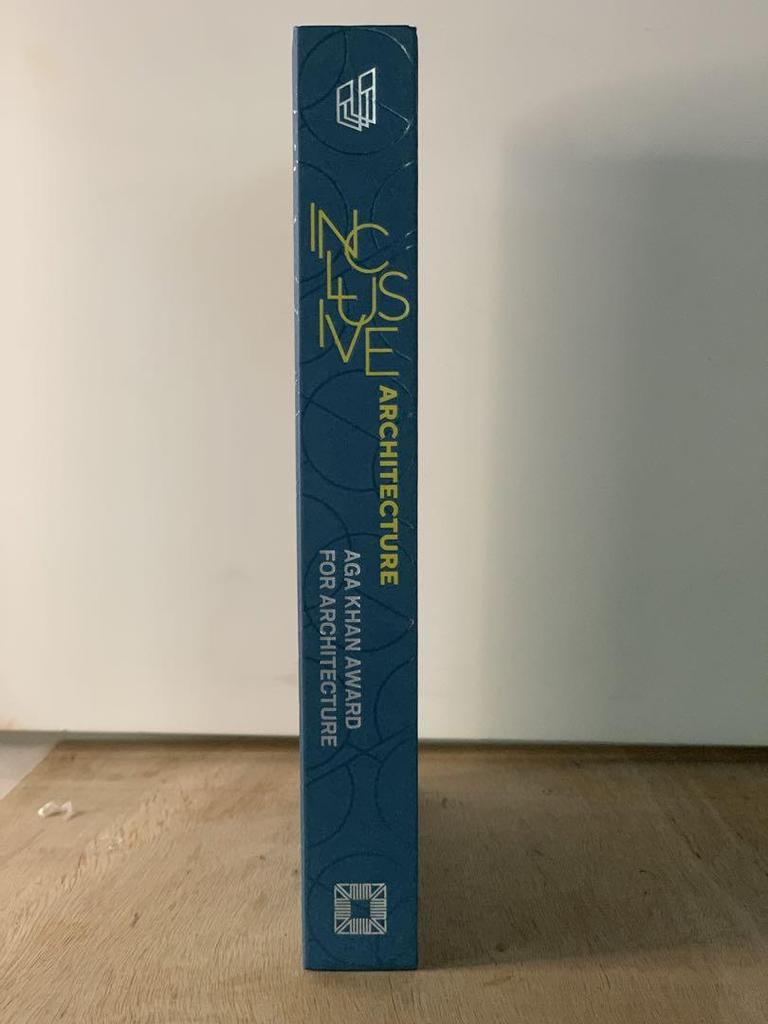 INCLUSIVE
ARCHITECTURE
AGA KHAN AWARD
FOR ARCHITECTURE